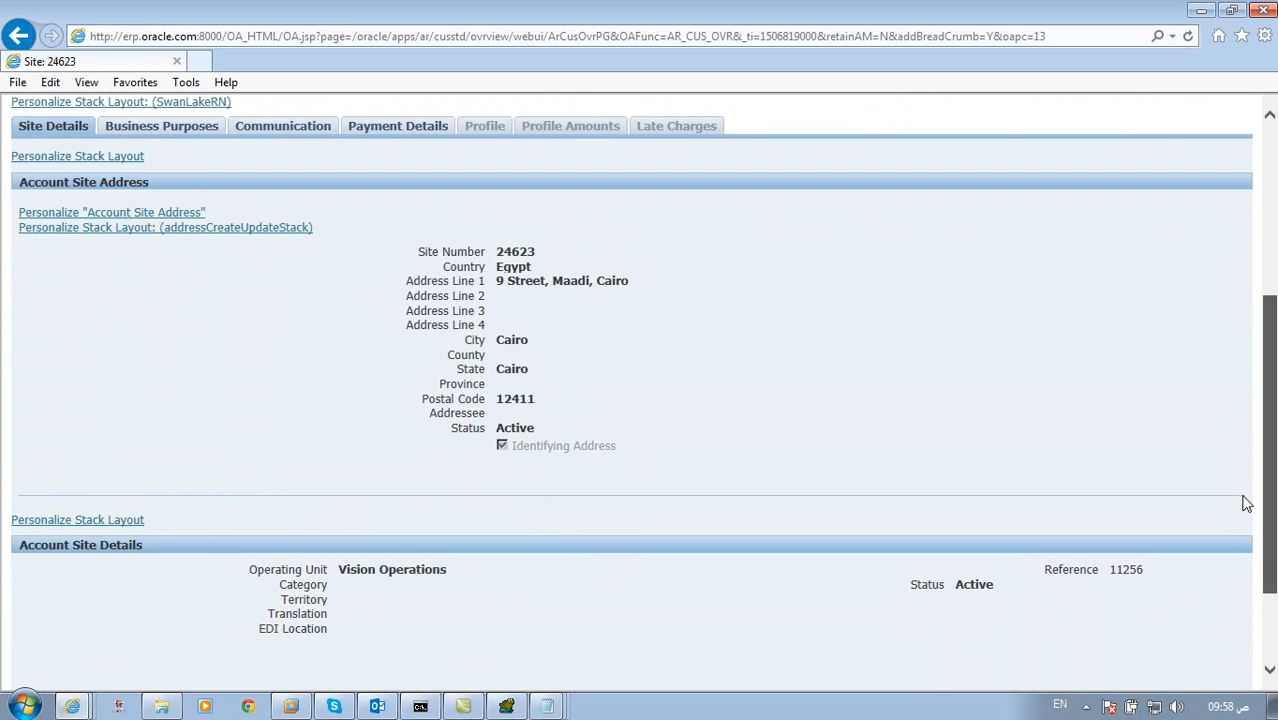 http://erp.oracle.com:8000/OA_HTML/OA.jsp?page=/oracle/apps/ar/cusstd/ovrview/webui/ArCusOvrPG&OAFunc=AR_CUS_OVR&_ti=1506819000&retainAM=N&addBreadCrumb=Y&oapc=13
Site: 24623
File Edit View Favorites Tools Help
Personalize Stack Layout: (SwanLakeRN)
Site Details Business Purposes Communication Payment Details Profile Profile Amounts Late Charges
Personalize Stack Layout
Account Site Address
Personalize "Account Site Address"
Personalize Stack Layout: (addressCreateUpdateStack)
Site Number 24623
Country Egypt
Address Line 1 9 Street, Maadi, Cairo
Address Line 2
Address Line 3
Address Line 4
City Cairo
County
State Cairo
Province
Postal Code 12411
Addressee
Status Active
Identifying Address
Personalize Stack Layout
Account Site Details
Operating Unit Vision Operations Reference 11256
Category Status Active
Territory
Translation
EDI Location
EN 09:58 ص